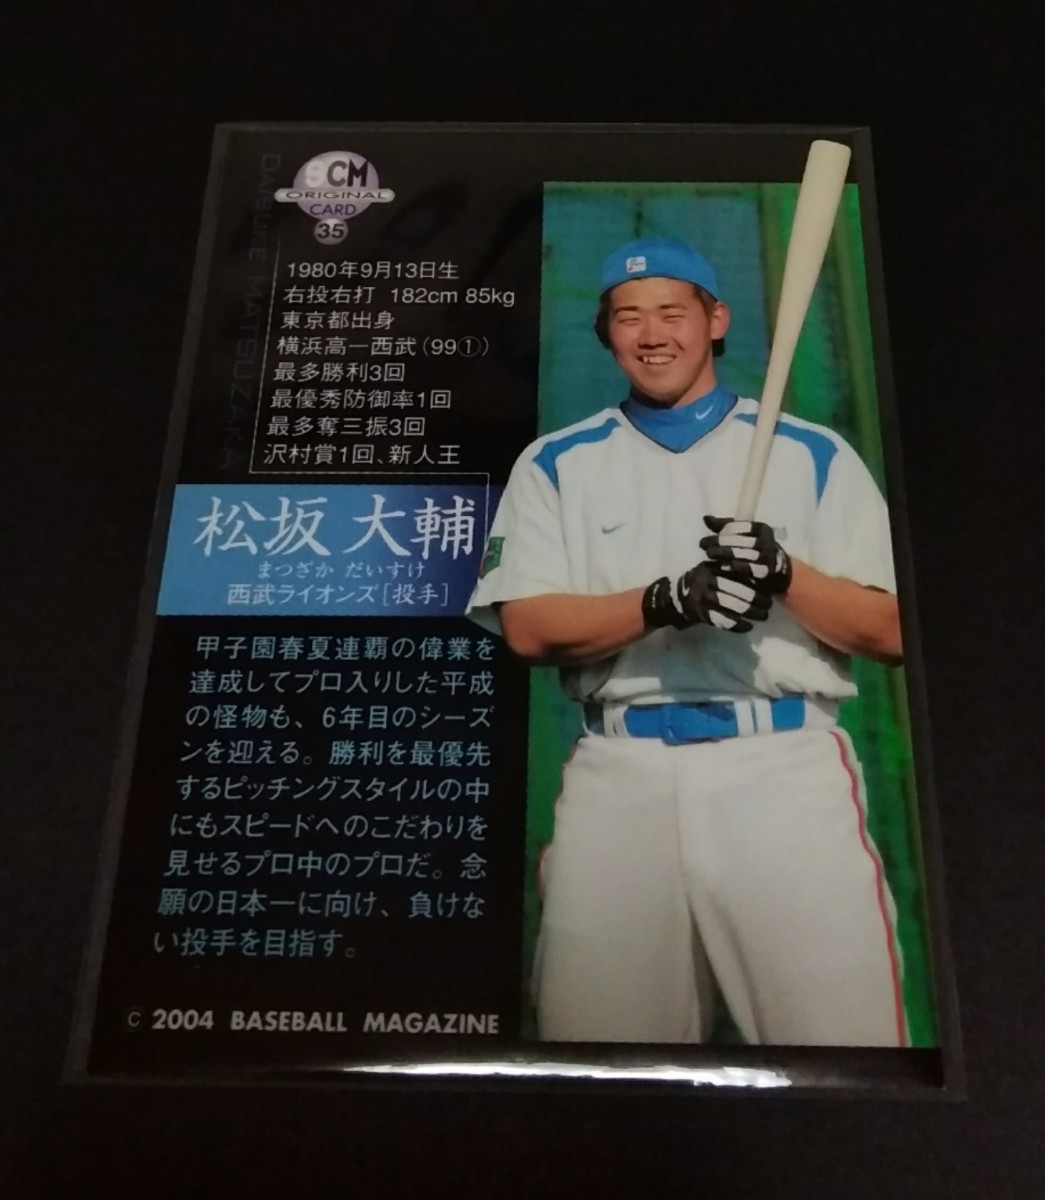 SCM
ORIGINAL
CARD
35
DAISUKE MATSUZAKA
1980年9月13日生
右投右打 182cm 85kg
東京都出身
横浜高ー西武(99①)
最多勝利3回
最優秀防御率1回
最多奪三振3回
沢村賞1回、新人王
松坂 大輔
まつざか だいすけ
西武ライオンズ[投手]
甲子園春夏連覇の偉業を
達成してプロ入りした平成
の怪物も、6年目のシーズ
ンを迎える。勝利を最優先
するピッチングスタイルの中
にもスピードへのこだわりを
見せるプロ中のプロだ。念
願の日本一に向け、負けな
い投手を目指す。
C 2004 BASEBALL MAGAZINE